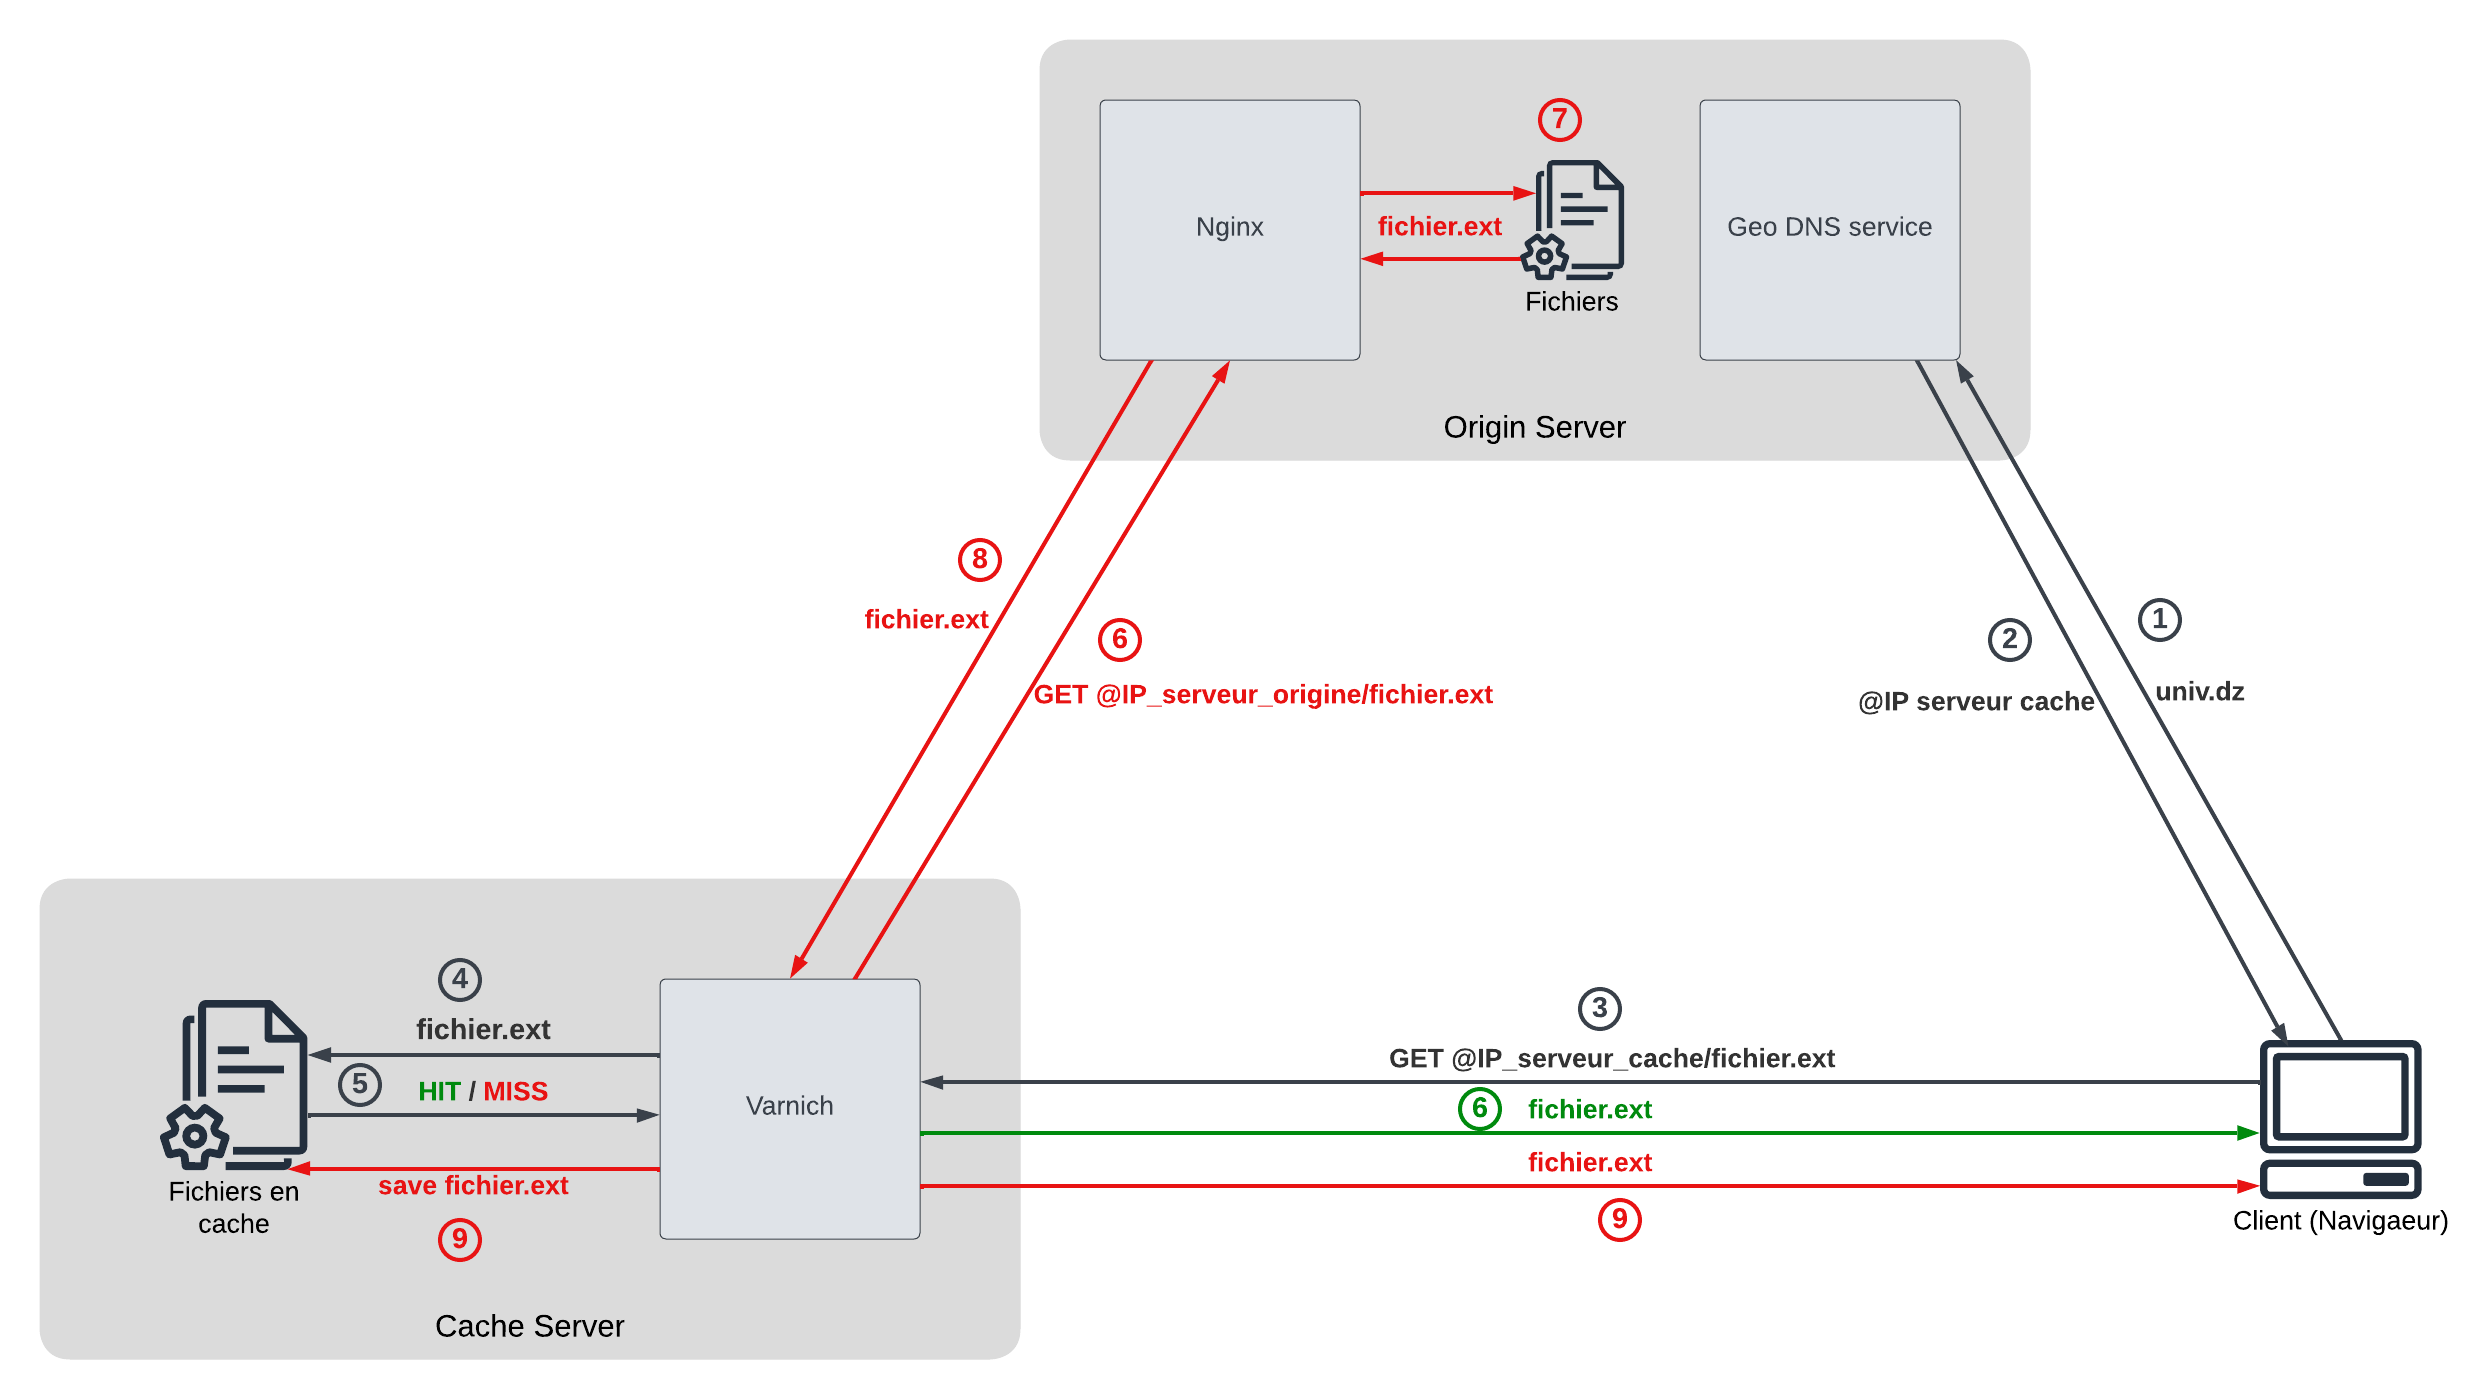 7
Nginx
fichier.ext
Geo DNS service
Fichiers
Origin Server
8
fichier.ext
6
GET @IP_serveur_origine/fichier.ext
2
@IP serveur cache
1
univ.dz
4
fichier.ext
5
HIT / MISS
Varnich
save fichier.ext
Fichiers en
cache
9
Cache Server
3
GET @IP_serveur_cache/fichier.ext
6
fichier.ext
fichier.ext
9
Client (Navigaeur)